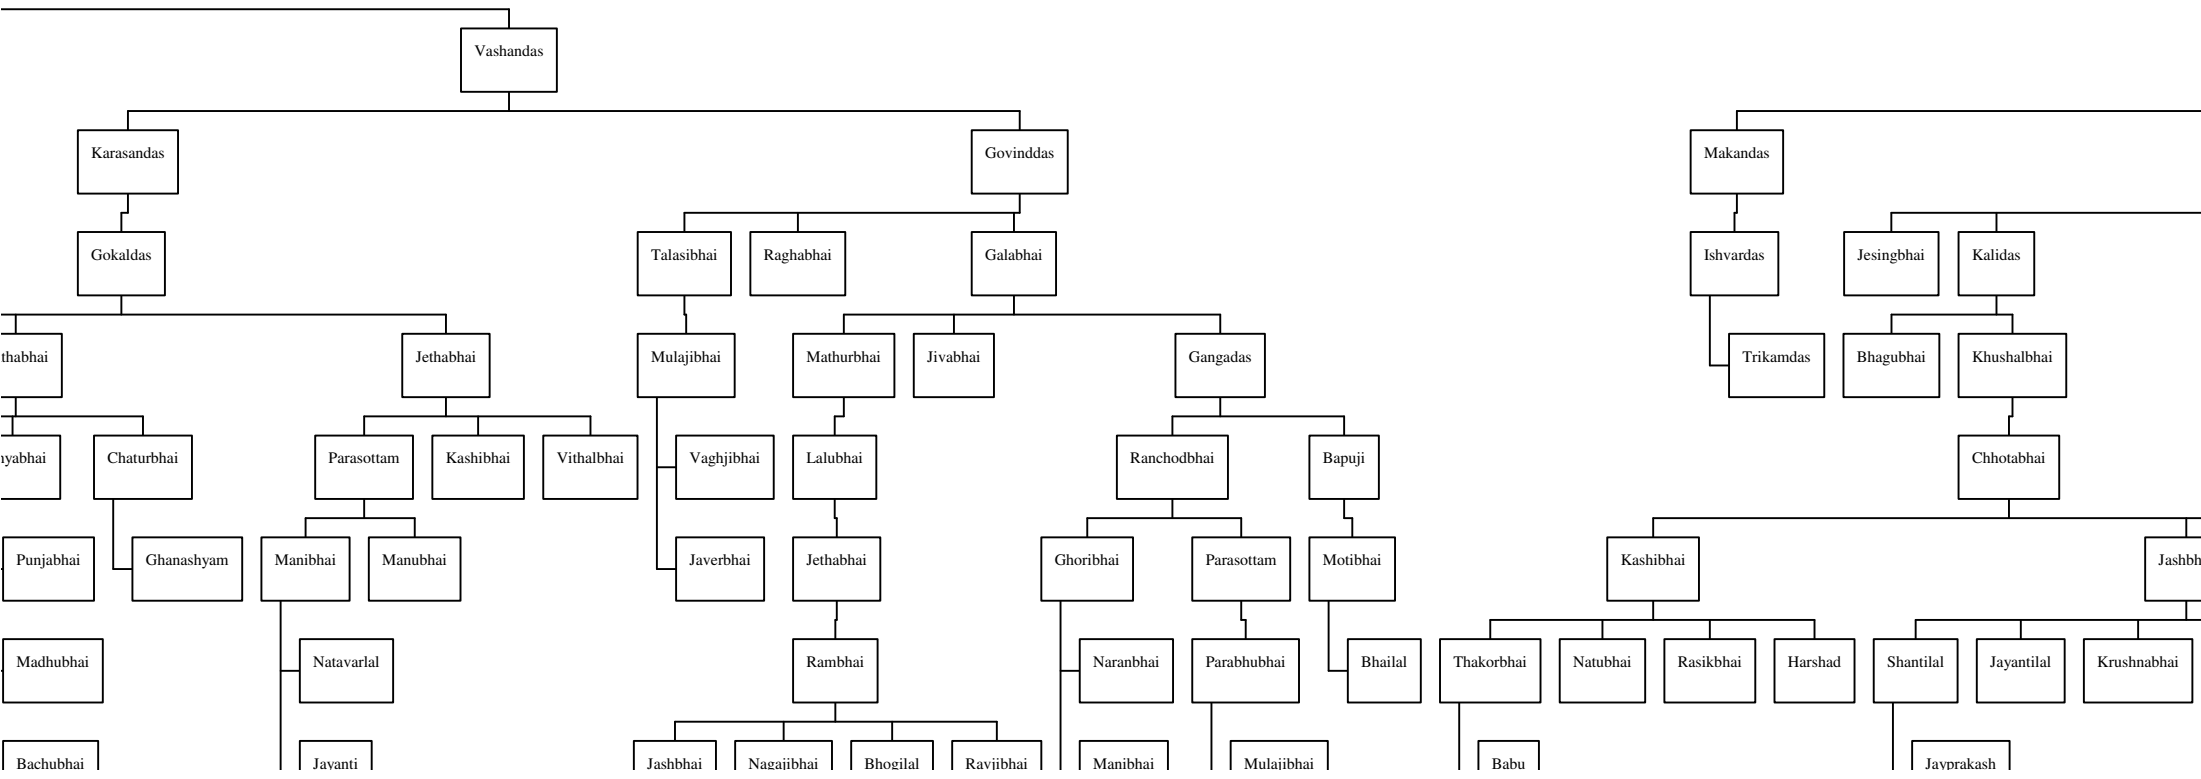 Vashandas
Karasandas
Govinddas
Makandas
Gokaldas
Talasibhai
Raghabhai
Galabhai
Ishvardas
Jesingbhai
Kalidas
thabhai
Jethabhai
Mulajibhai
Mathurbhai
Jivabhai
Gangadas
Trikamdas
Bhagubhai
Khushalbhai
yabhai
Chaturbhai
Parasottam
Kashibhai
Vithalbhai
Vaghjibhai
Lalubhai
Ranchodbhai
Bapuji
Chhotabhai
Punjabhai
Ghanashyam
Manibhai
Manubhai
Javerbhai
Jethabhai
Ghoribhai
Parasottam
Motibhai
Kashibhai
Jashbh
Madhubhai
Natavarlal
Rambhai
Naranbhai
Parabhubhai
Bhailal
Thakorbhai
Natubhai
Rasikbhai
Harshad
Shantilal
Jayantilal
Krushnabhai
Bachubhai
Jayanti
Jashbhai
Nagajibhai
Bhogilal
Ravjibhai
Manibhai
Mulajibhai
Babu
Jayprakash